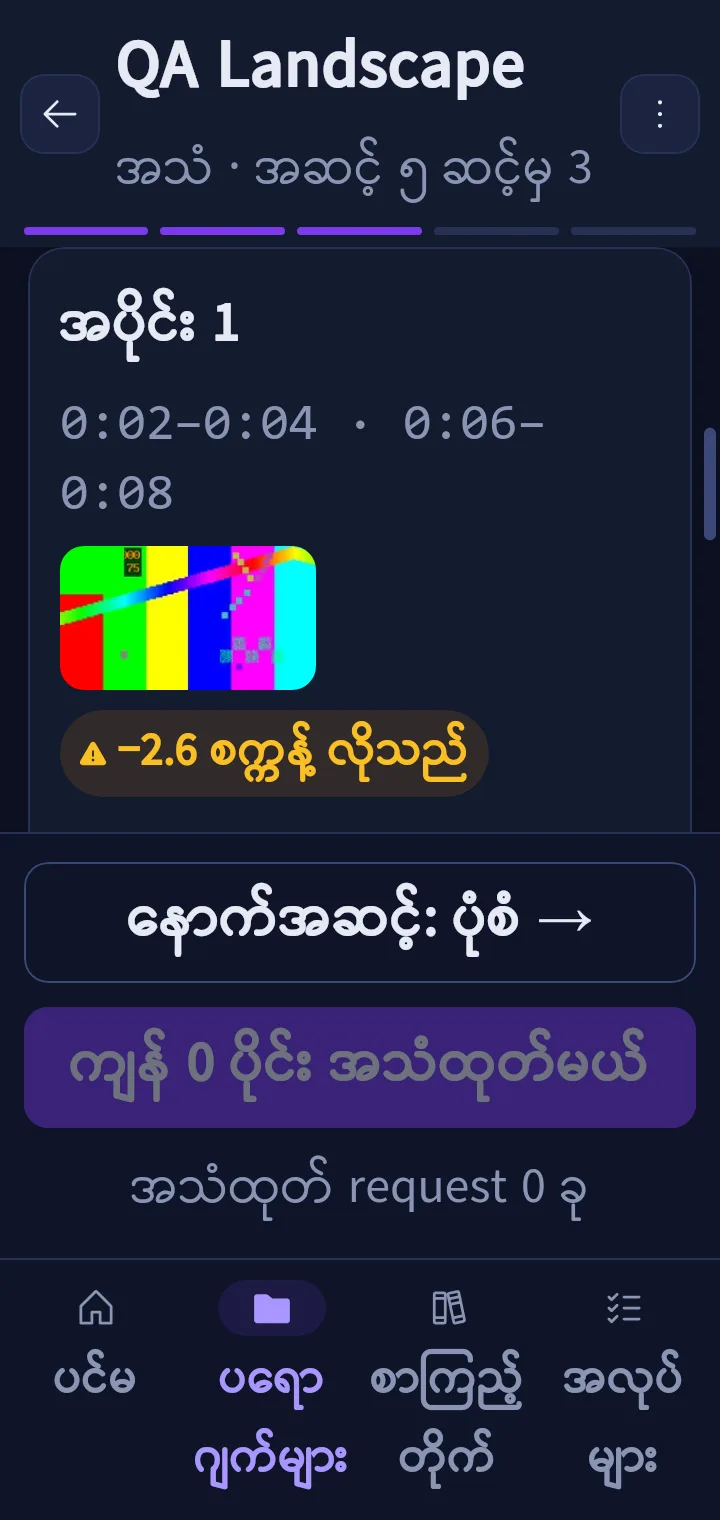 QA Landscape
အသံ · အဆင့် ၅ ဆင့်မှ 3
အပိုင်း 1
0:02–0:04 · 0:06–
0:08
00
75
−2.6 စက္ကန့် လိုသည်
နောက်အဆင့်: ပုံစံ →
ကျန် 0 ပိုင်း အသံထုတ်မယ်
အသံထုတ် request 0 ခု
ပင်မ
ပရော
ဂျက်များ
စာကြည့်
တိုက်
အလုပ်
များ